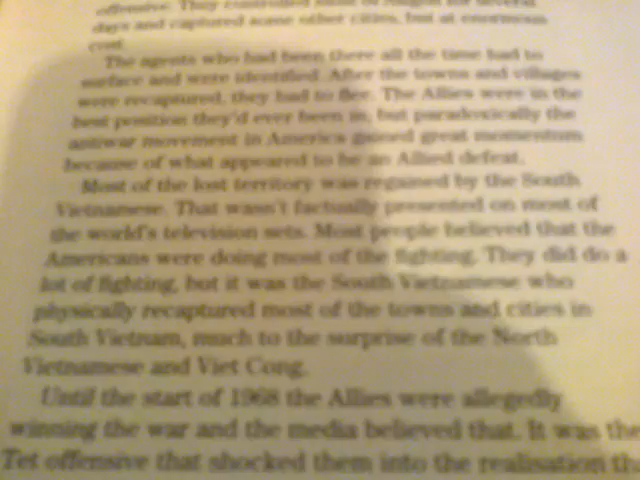 offensive. They controlled most of Saigon for several
days and captured some other cities, but at enormous
cost.
The agents who had been there all the time had to
surface and were identified. After the towns and villages
were recaptured, they had to flee. The Allies were in the
best position they'd ever been in, but paradoxically the
antiwar movement in America gained great momentum
because of what appeared to be an Allied defeat.
Most of the lost territory was regained by the South
Vietnamese. That wasn't factually presented on most of
the world's television sets. Most people believed that the
Americans were doing most of the fighting. They did do a
lot of fighting, but it was the South Vietnamese who
physically recaptured most of the towns and cities in
South Vietnam, much to the surprise of the North
Vietnamese and Viet Cong.
Until the start of 1968 the Allies were allegedly
winning the war and the media believed that. It was the
Tet offensive that shocked them into the realisation